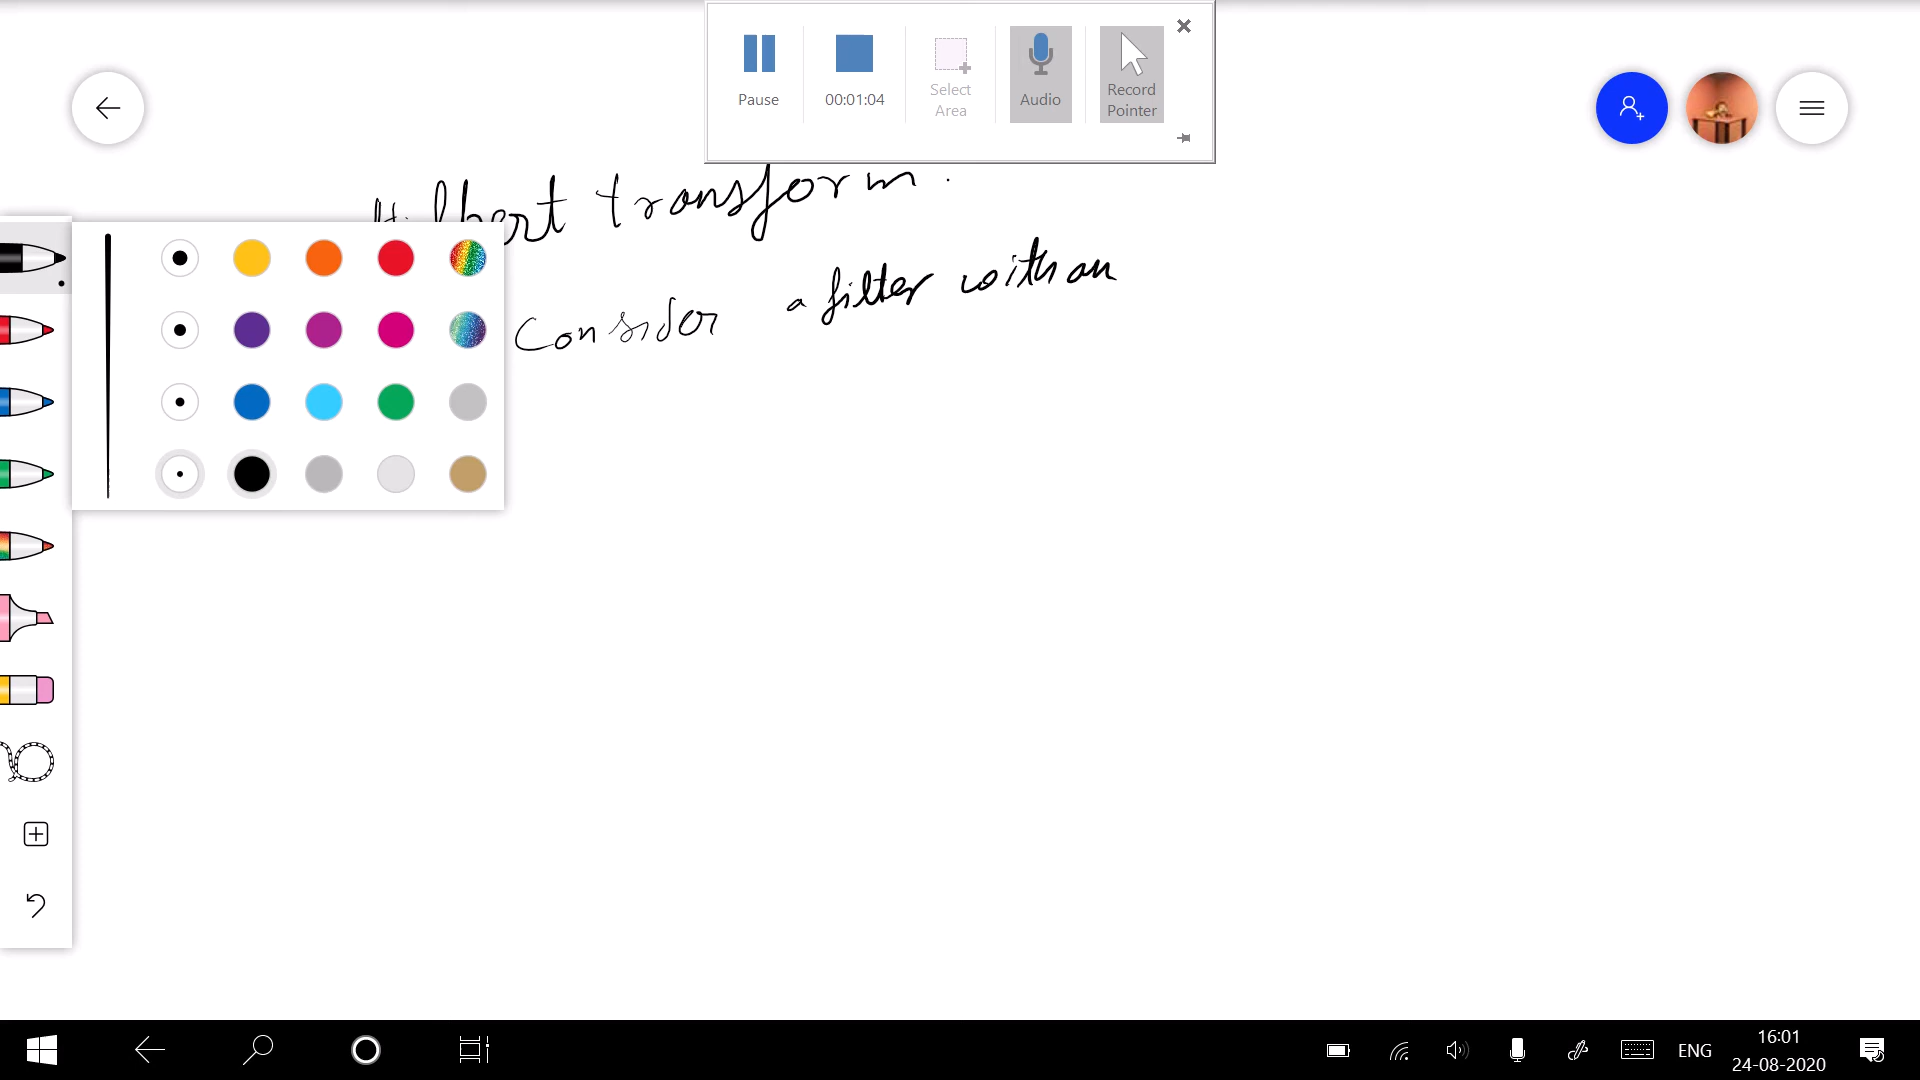 Pause
00:01:04
Select
Area
Audio
Record
Pointer
Hilbert transform.
Consider a filter with an
ENG
16:01
24-08-2020